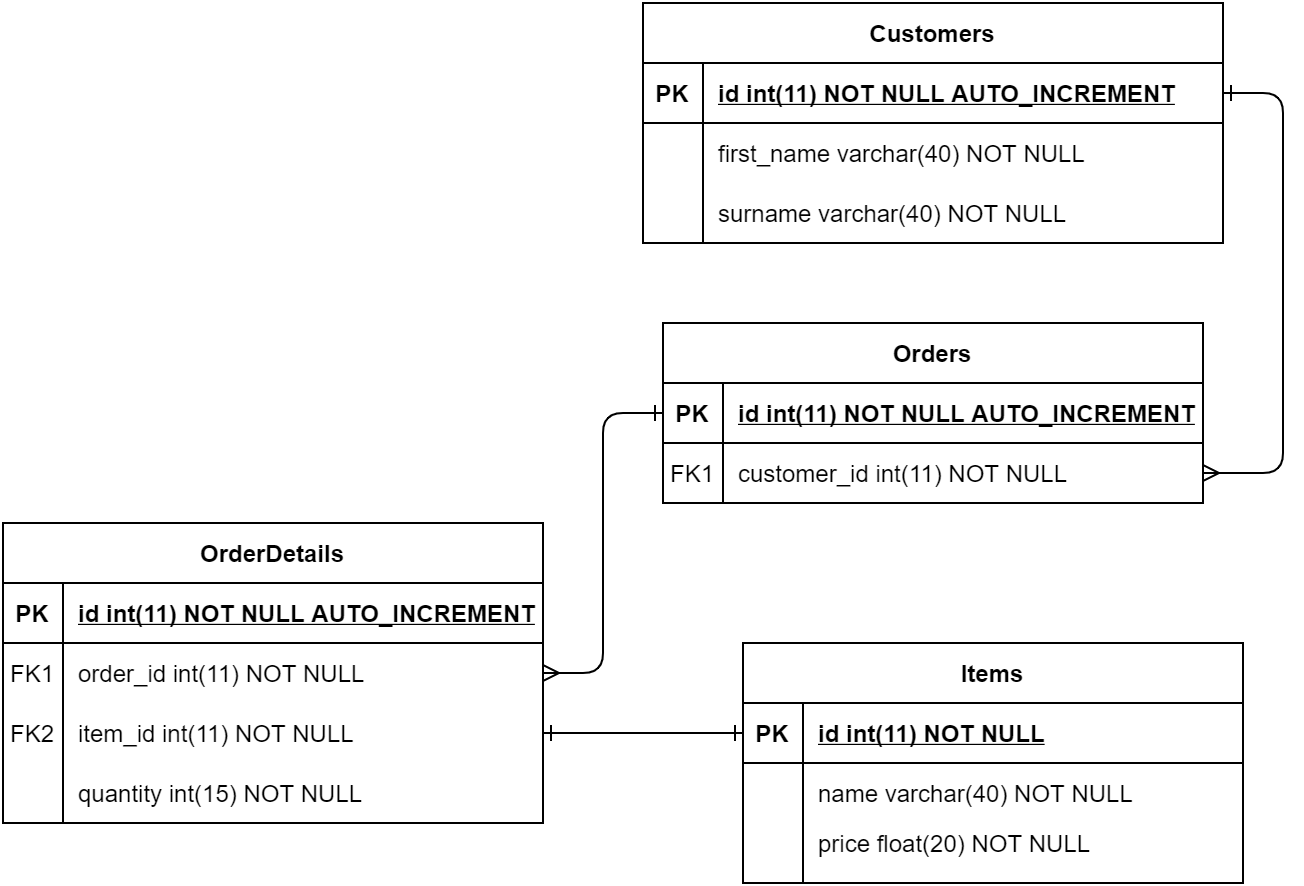 Customers
PK id int(11) NOT NULL AUTO_INCREMENT
first_name varchar(40) NOT NULL
surname varchar(40) NOT NULL
Orders
PK id int(11) NOT NULL AUTO_INCREMENT
FK1 customer_id int(11) NOT NULL
OrderDetails
PK id int(11) NOT NULL AUTO_INCREMENT
FK1 order_id int(11) NOT NULL
FK2 item_id int(11) NOT NULL
quantity int(15) NOT NULL
Items
PK id int(11) NOT NULL
name varchar(40) NOT NULL
price float(20) NOT NULL